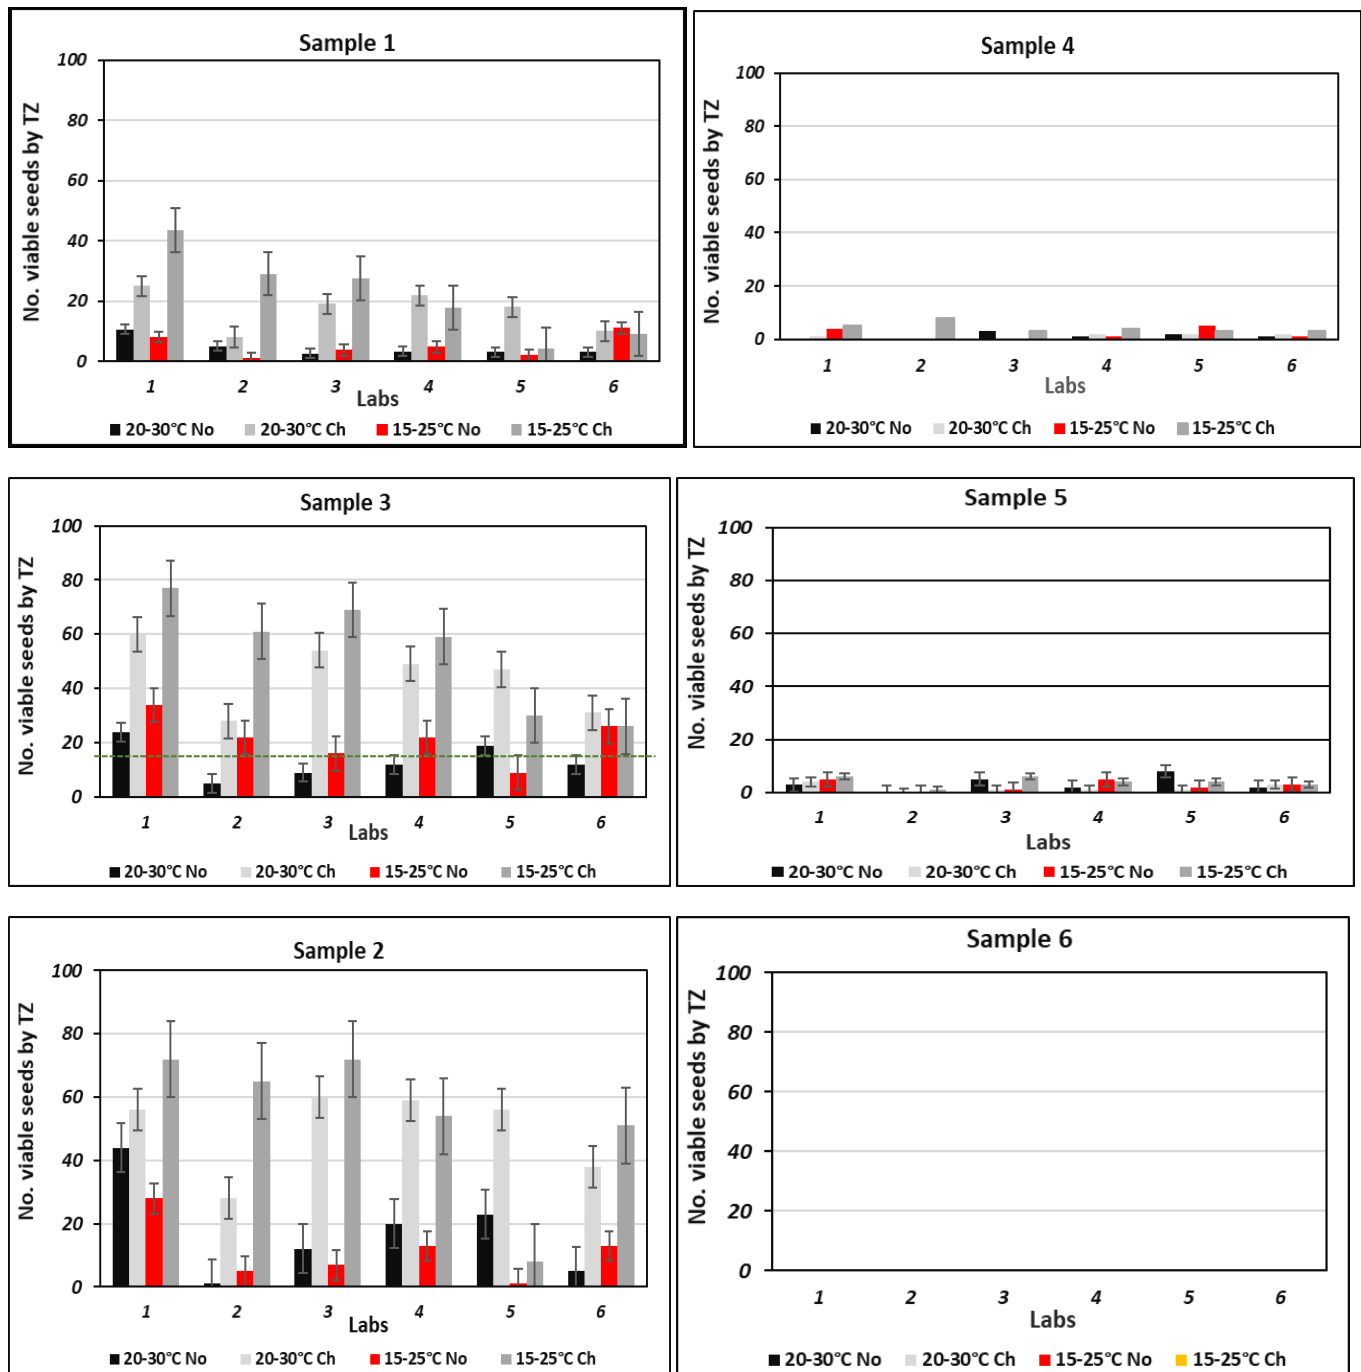 Sample 1
No. viable seeds by TZ
100
80
60
40
20
0
1 2 3 4 5 6
Labs
20-30°C No 20-30°C Ch 15-25°C No 15-25°C Ch
Sample 4
No. viable seeds by TZ
100
80
60
40
20
0
1 2 3 4 5 6
Labs
20-30°C No 20-30°C Ch 15-25°C No 15-25°C Ch
Sample 3
No. viable seeds by TZ
100
80
60
40
20
0
1 2 3 4 5 6
Labs
20-30°C No 20-30°C Ch 15-25°C No 15-25°C Ch
Sample 5
No. viable seeds by TZ
100
80
60
40
20
0
1 2 3 4 5 6
Labs
20-30°C No 20-30°C Ch 15-25°C No 15-25°C Ch
Sample 2
No. viable seeds by TZ
100
80
60
40
20
0
1 2 3 4 5 6
Labs
20-30°C No 20-30°C Ch 15-25°C No 15-25°C Ch
Sample 6
No. viable seeds by TZ
100
80
60
40
20
0
1 2 3 4 5 6
Labs
20-30°C No 20-30°C Ch 15-25°C No 15-25°C Ch